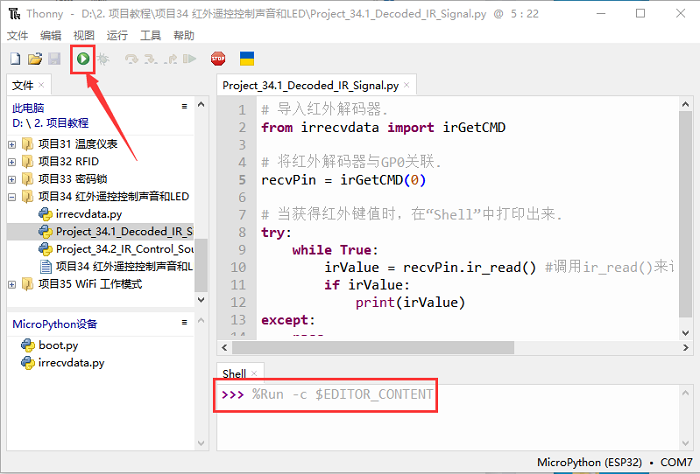 Thonny - D:\2. 项目教程\项目34 红外遥控控制声音和LED\Project_34.1_Decoded_IR_Signal.py @ 5 : 22
文件 编辑 视图 运行 工具 帮助
STOP
文件
此电脑
D: \ 2. 项目教程
项目31 温度仪表
项目32 RFID
项目33 密码锁
项目34 红外遥控控制声音和LED
irrecvdata.py
Project_34.1_Decoded_IR_S
Project_34.2_IR_Control_Sou
项目34 红外遥控控制声音和L
项目35 WiFi 工作模式
MicroPython设备
boot.py
irrecvdata.py
Project_34.1_Decoded_IR_Signal.py
1 # 导入红外解码器.
2 from irrecvdata import irGetCMD
3
4 # 将红外解码器与GP0关联.
5 recvPin = irGetCMD(0)
6
7 # 当获得红外键值时，在“Shell”中打印出来.
8 try:
9 while True:
10 irValue = recvPin.ir_read() #调用ir_read()来
11 if irValue:
12 print(irValue)
13 except:
14
Shell
>>> %Run -c $EDITOR_CONTENT
MicroPython (ESP32) • COM7